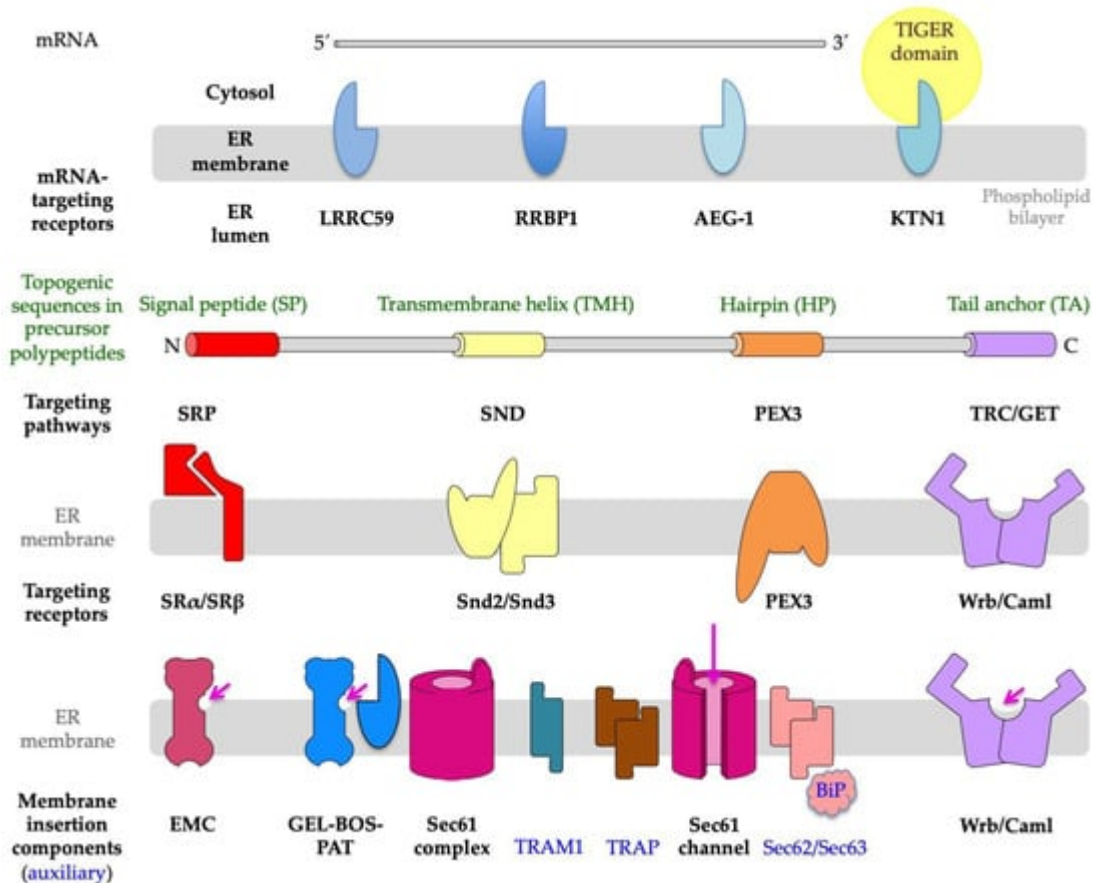 mRNA
5′
3′
TIGER
domain
Cytosol
ER
membrane
mRNA-
targeting
receptors
ER
lumen
LRRC59
RRBP1
AEG-1
KTN1
Phospholipid
bilayer
Topogenic
sequences in
precursor
polypeptides
Signal peptide (SP)
Transmembrane helix (TMH)
Hairpin (HP)
Tail anchor (TA)
N
C
Targeting
pathways
SRP
SND
PEX3
TRC/GET
ER
membrane
Targeting
receptors
SRα/SRβ
Snd2/Snd3
PEX3
Wrb/Caml
ER
membrane
BiP
Membrane
insertion
components
(auxiliary)
EMC
GEL-BOS-
PAT
Sec61
complex
TRAM1
TRAP
Sec61
channel
Sec62/Sec63
Wrb/Caml